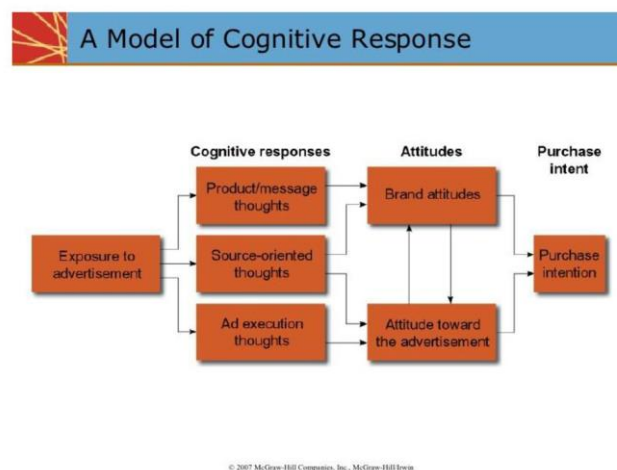 A Model of Cognitive Response
Cognitive responses
Attitudes
Purchase
intent
Product/message
thoughts
Brand attitudes
Exposure to
advertisement
Source-oriented
thoughts
Purchase
intention
Ad execution
thoughts
Attitude toward
the advertisement
© 2007 McGraw-Hill Companies, Inc., McGraw-Hill/Irwin